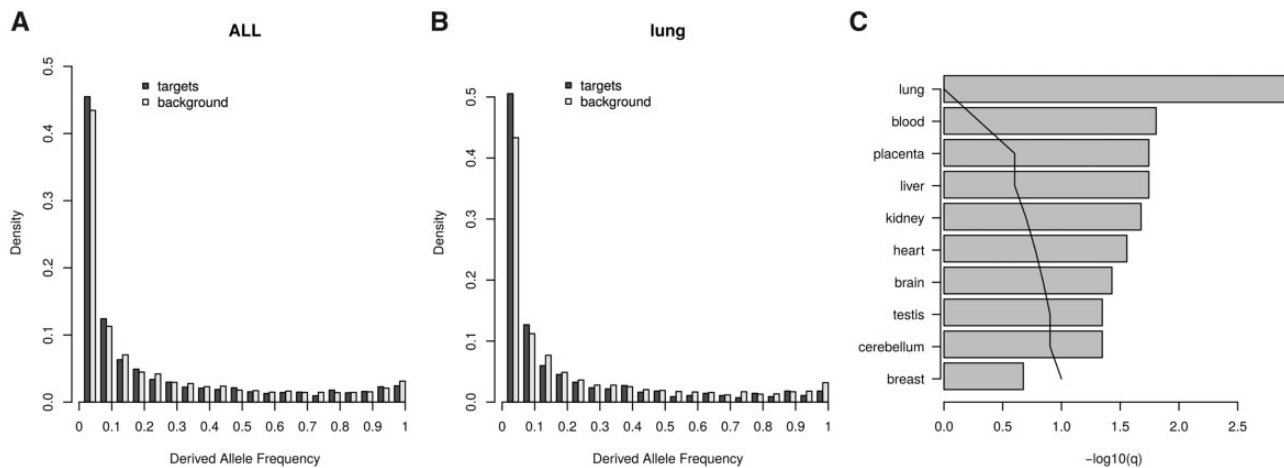 A
ALL
targets
background
Density
0.5
0.4
0.3
0.2
0.1
0.0
0 0.1 0.2 0.3 0.4 0.5 0.6 0.7 0.8 0.9 1
Derived Allele Frequency
B
lung
targets
background
Density
0.5
0.4
0.3
0.2
0.1
0.0
0 0.1 0.2 0.3 0.4 0.5 0.6 0.7 0.8 0.9 1
Derived Allele Frequency
C
lung
blood
placenta
liver
kidney
heart
brain
testis
cerebellum
breast
0.0 0.5 1.0 1.5 2.0 2.5
−log10(q)